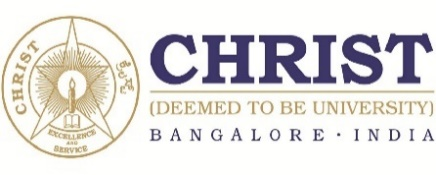 CHRIST
ಕ್ರೈಸ್ಟ್
EXCELLENCE
AND
SERVICE
CHRIST
(DEEMED TO BE UNIVERSITY)
BANGALORE · INDIA